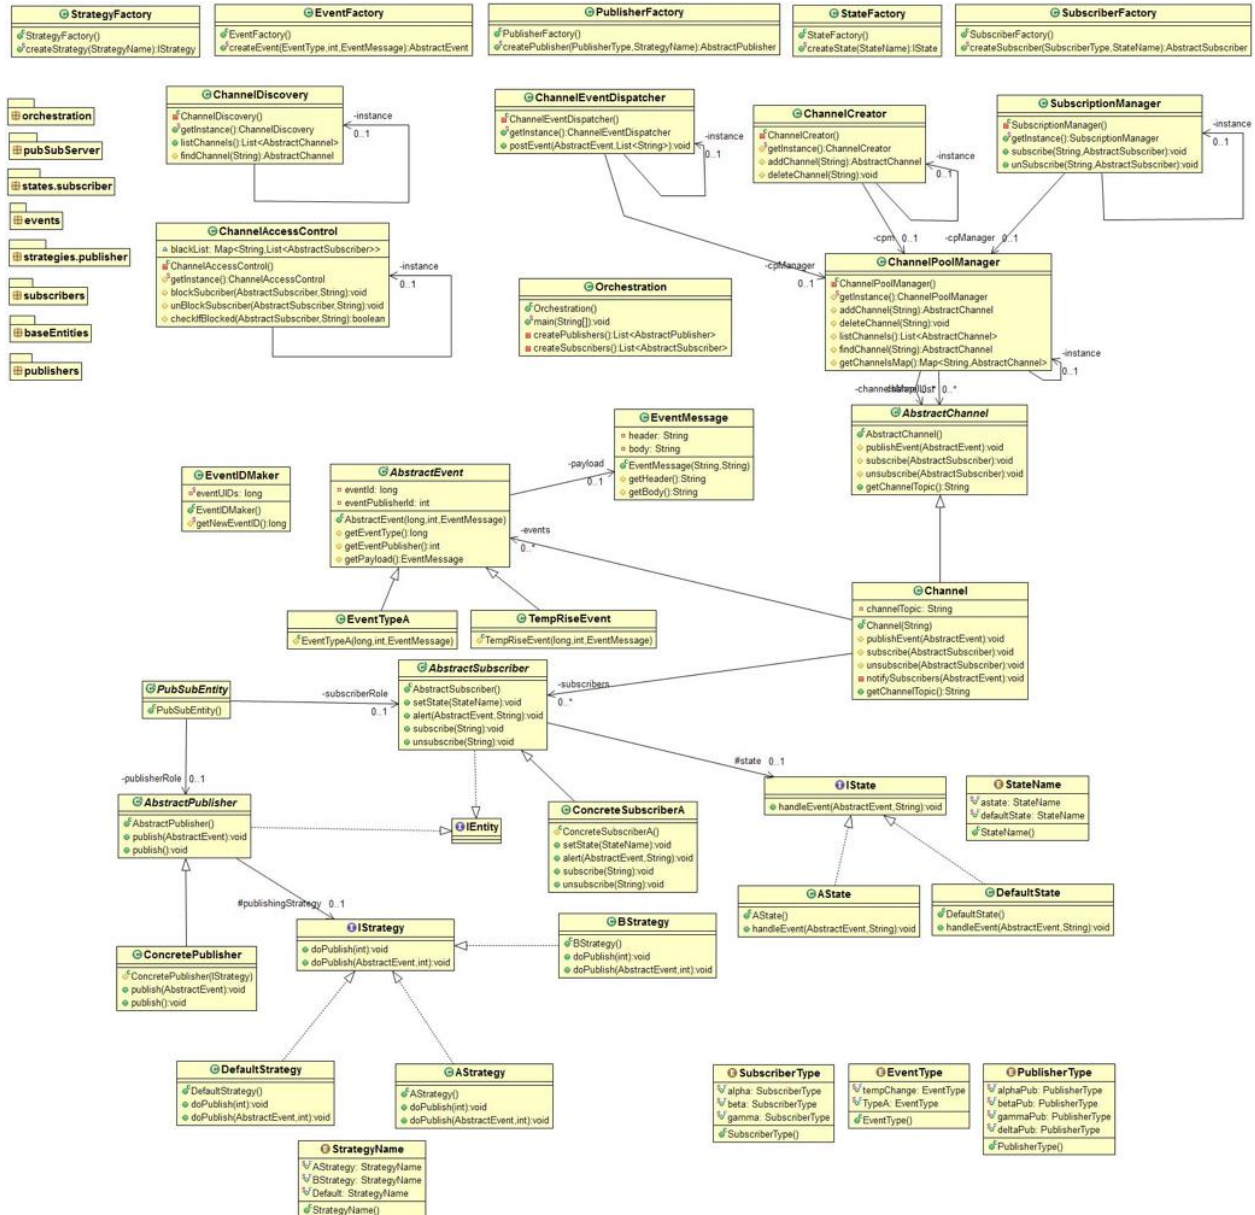 StrategyFactory
StrategyFactory()
createStrategy(StrategyName):IStrategy
EventFactory
EventFactory()
createEvent(EventType,int,EventMessage):AbstractEvent
PublisherFactory
PublisherFactory()
createPublisher(PublisherType,StrategyName):AbstractPublisher
StateFactory
StateFactory()
createState(StateName):IState
SubscriberFactory
SubscriberFactory()
createSubscriber(SubscriberType,StateName):AbstractSubscriber
orchestration
pubSubServer
states.subscriber
events
strategies.publisher
subscribers
baseEntities
publishers
ChannelDiscovery
ChannelDiscovery()
getInstance():ChannelDiscovery
listChannels():List<AbstractChannel>
findChannel(String):AbstractChannel
-instance
0..1
ChannelEventDispatcher
ChannelEventDispatcher()
getInstance():ChannelEventDispatcher
postEvent(AbstractEvent,List<String>):void
-instance
0..1
ChannelCreator
ChannelCreator()
getInstance():ChannelCreator
addChannel(String):AbstractChannel
deleteChannel(String):void
-instance
0..1
SubscriptionManager
SubscriptionManager()
getInstance():SubscriptionManager
subscribe(String,AbstractSubscriber):void
unSubscribe(String,AbstractSubscriber):void
-instance
0..1
ChannelAccessControl
blackList: Map<String,List<AbstractSubscriber>>
ChannelAccessControl()
getInstance():ChannelAccessControl
blockSubcriber(AbstractSubscriber,String):void
unBlockSubscriber(AbstractSubscriber,String):void
checkIfBlocked(AbstractSubscriber,String):boolean
-instance
0..1
Orchestration
Orchestration()
main(String[]):void
createPublishers():List<AbstractPublisher>
createSubscribers():List<AbstractSubscriber>
-cpManager
0..1
-cpm 0..1
-cpManager
0..1
ChannelPoolManager
ChannelPoolManager()
getInstance():ChannelPoolManager
addChannel(String):AbstractChannel
deleteChannel(String):void
listChannels():List<AbstractChannel>
findChannel(String):AbstractChannel
getChannelsMap():Map<String,AbstractChannel>
-instance
0..1
0..*
AbstractChannel
AbstractChannel()
publishEvent(AbstractEvent):void
subscribe(AbstractSubscriber):void
unsubscribe(AbstractSubscriber):void
getChannelTopic():String
EventMessage
header: String
body: String
EventMessage(String,String)
getHeader():String
getBody():String
-payload
0..1
EventIDMaker
eventUIDs: long
EventIDMaker()
getNewEventID():long
AbstractEvent
eventId: long
eventPublisherId: int
AbstractEvent(long,int,EventMessage)
getEventType():long
getEventPublisher():int
getPayload():EventMessage
-events
0..*
EventTypeA
EventTypeA(long,int,EventMessage)
TempRiseEvent
TempRiseEvent(long,int,EventMessage)
Channel
channelTopic: String
Channel(String)
publishEvent(AbstractEvent):void
subscribe(AbstractSubscriber):void
unsubscribe(AbstractSubscriber):void
notifySubscribers(AbstractEvent):void
getChannelTopic():String
AbstractSubscriber
AbstractSubscriber()
setState(StateName):void
alert(AbstractEvent,String):void
subscribe(String):void
unsubscribe(String):void
-subscribers
0..*
PubSubEntity
PubSubEntity()
-subscriberRole
0..1
-publisherRole 0..1
AbstractPublisher
AbstractPublisher()
publish(AbstractEvent):void
publish():void
IEntity
ConcreteSubscriberA
ConcreteSubscriberA()
setState(StateName):void
alert(AbstractEvent,String):void
subscribe(String):void
unsubscribe(String):void
#state 0..1
IState
handleEvent(AbstractEvent,String):void
StateName
astate: StateName
defaultState: StateName
StateName()
AState
AState()
handleEvent(AbstractEvent,String):void
DefaultState
DefaultState()
handleEvent(AbstractEvent,String):void
#publishingStrategy 0..1
IStrategy
doPublish(int):void
doPublish(AbstractEvent,int):void
BStrategy
BStrategy()
doPublish(int):void
doPublish(AbstractEvent,int):void
ConcretePublisher
ConcretePublisher(IStrategy)
publish(AbstractEvent):void
publish():void
DefaultStrategy
DefaultStrategy()
doPublish(int):void
doPublish(AbstractEvent,int):void
AStrategy
AStrategy()
doPublish(int):void
doPublish(AbstractEvent,int):void
SubscriberType
alpha: SubscriberType
beta: SubscriberType
gamma: SubscriberType
SubscriberType()
EventType
tempChange: EventType
TypeA: EventType
EventType()
PublisherType
alphaPub: PublisherType
betaPub: PublisherType
gammaPub: PublisherType
deltaPub: PublisherType
PublisherType()
StrategyName
AStrategy: StrategyName
BStrategy: StrategyName
Default: StrategyName
StrategyName()